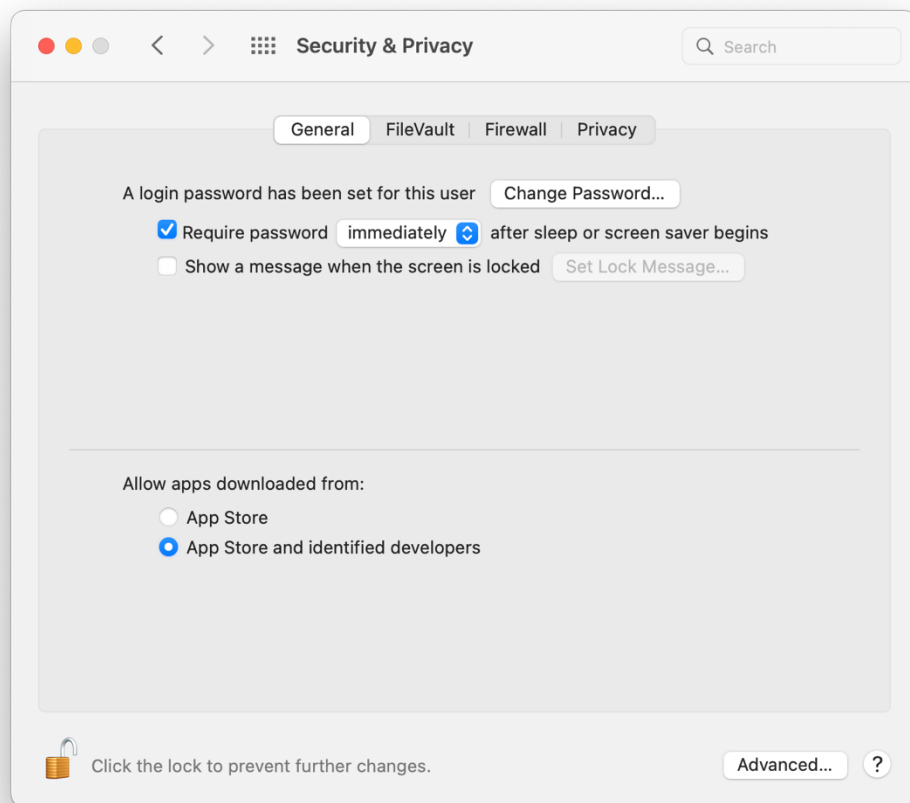 Security & Privacy Search
General FileVault Firewall Privacy
A login password has been set for this user Change Password...
Require password immediately after sleep or screen saver begins
Show a message when the screen is locked Set Lock Message...
Allow apps downloaded from:
App Store
App Store and identified developers
Click the lock to prevent further changes. Advanced... ?